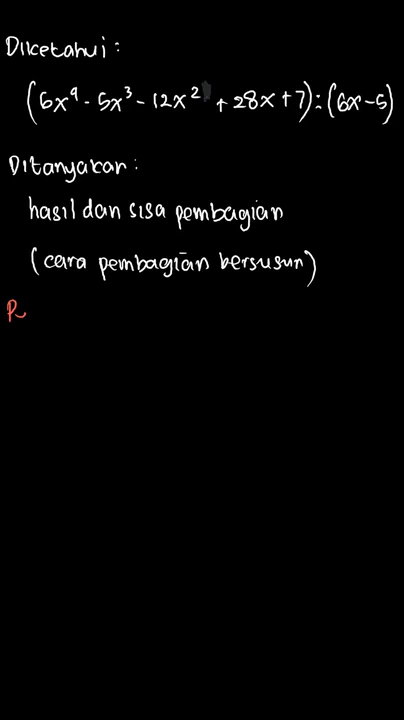 Diketahui:
(6x⁴ - 5x³ - 12x² + 28x + 7) : (6x - 5)
Ditanyakan:
hasil dan sisa pembagian
(cara pembagian bersusun)
P